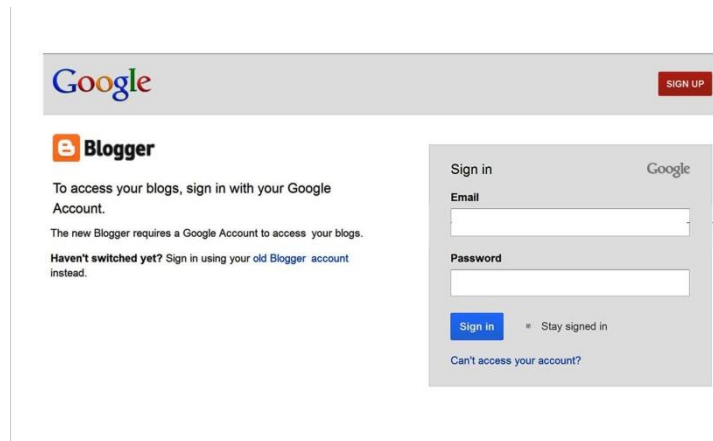 Google
SIGN UP
Blogger
To access your blogs, sign in with your Google
Account.
The new Blogger requires a Google Account to access your blogs.
Haven't switched yet? Sign in using your old Blogger account
instead.
Sign in Google
Email
Password
Sign in Stay signed in
Can't access your account?